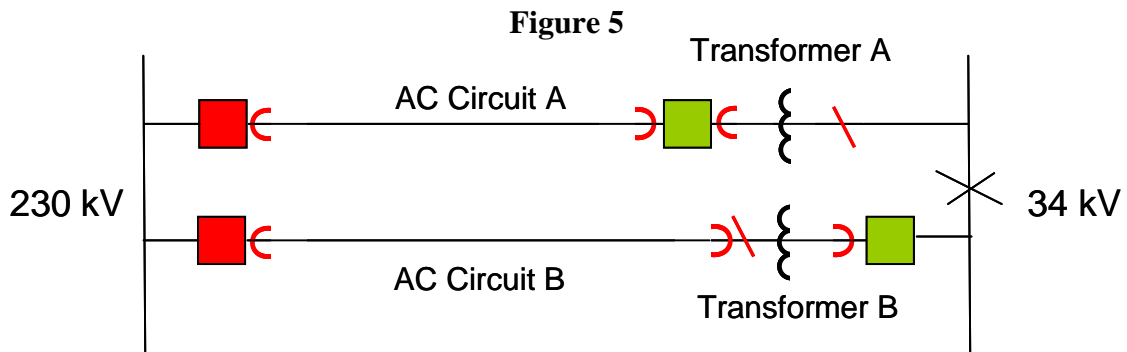 Figure 5
Transformer A
AC Circuit A
230 kV
34 kV
AC Circuit B
Transformer B